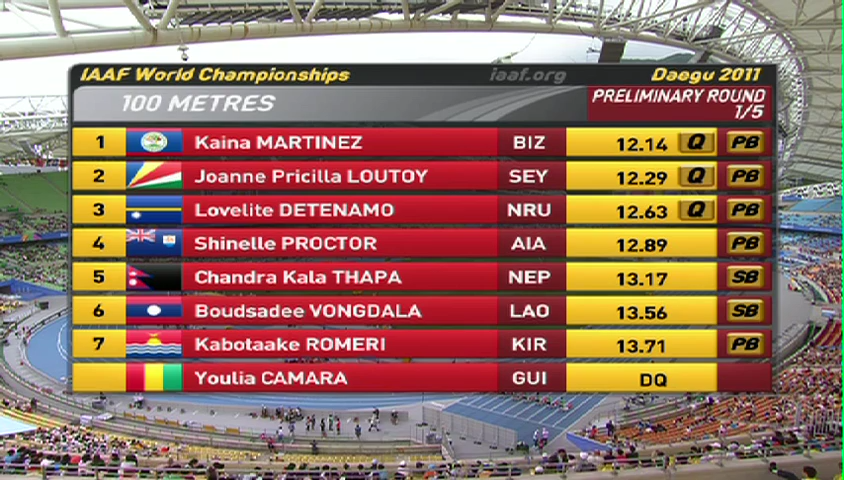 IAAF World Championships iaaf.org Daegu 2011
100 METRES PRELIMINARY ROUND
1/5
1 Kaina MARTINEZ BIZ 12.14 Q PB
2 Joanne Pricilla LOUTOY SEY 12.29 Q PB
3 Lovelite DETENAMO NRU 12.63 Q PB
4 Shinelle PROCTOR AIA 12.89 PB
5 Chandra Kala THAPA NEP 13.17 SB
6 Boudsadee VONGDALA LAO 13.56 SB
7 Kabotaake ROMERI KIR 13.71 PB
Youlia CAMARA GUI DQ